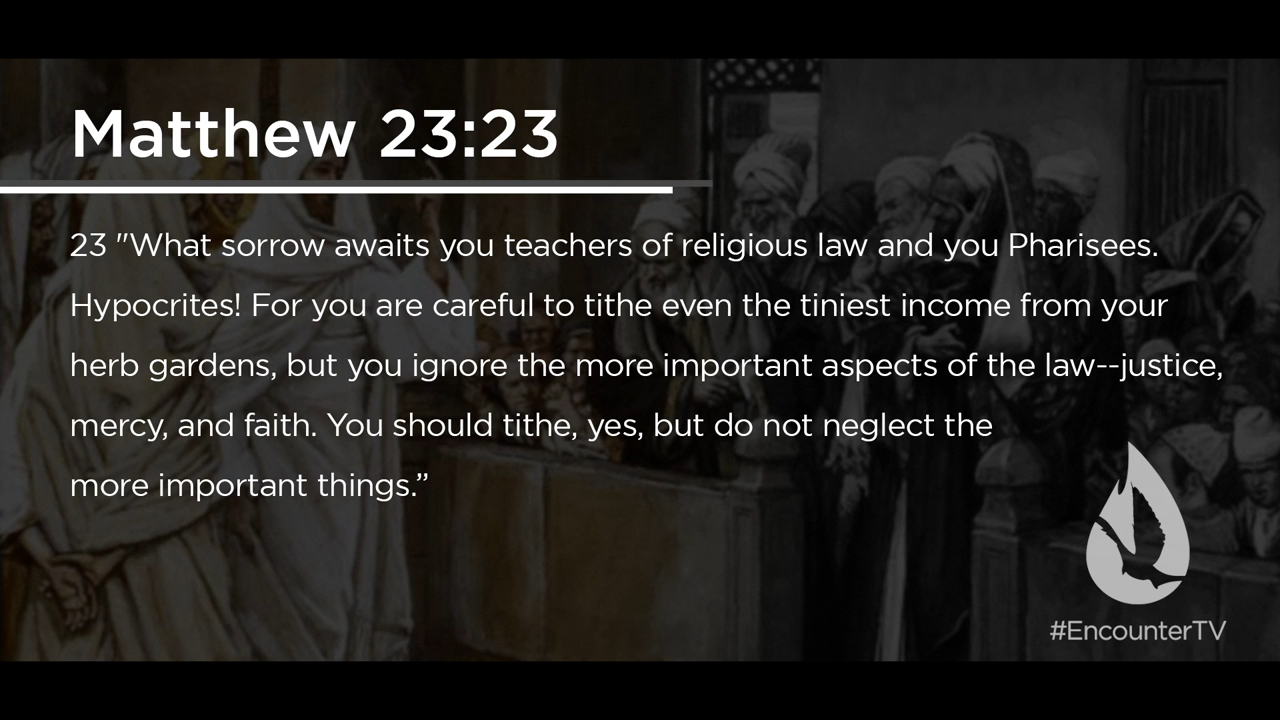 Matthew 23:23
23 "What sorrow awaits you teachers of religious law and you Pharisees.
Hypocrites! For you are careful to tithe even the tiniest income from your
herb gardens, but you ignore the more important aspects of the law--justice,
mercy, and faith. You should tithe, yes, but do not neglect the
more important things.”
#EncounterTV